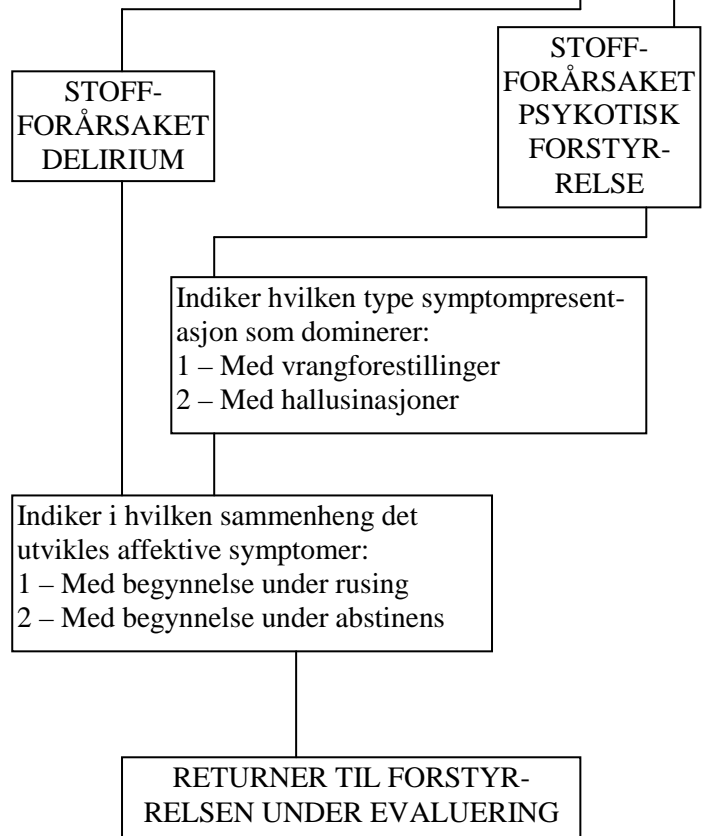 STOFF-
FORÅRSAKET
DELIRIUM
STOFF-
FORÅRSAKET
PSYKOTISK
FORSTYR-
RELSE
Indiker hvilken type symptompresent-
asjon som dominerer:
1 – Med vrangforestillinger
2 – Med hallusinasjoner
Indiker i hvilken sammenheng det
utvikles affektive symptomer:
1 – Med begynnelse under rusing
2 – Med begynnelse under abstinens
RETURNER TIL FORSTYR-
RELSEN UNDER EVALUERING